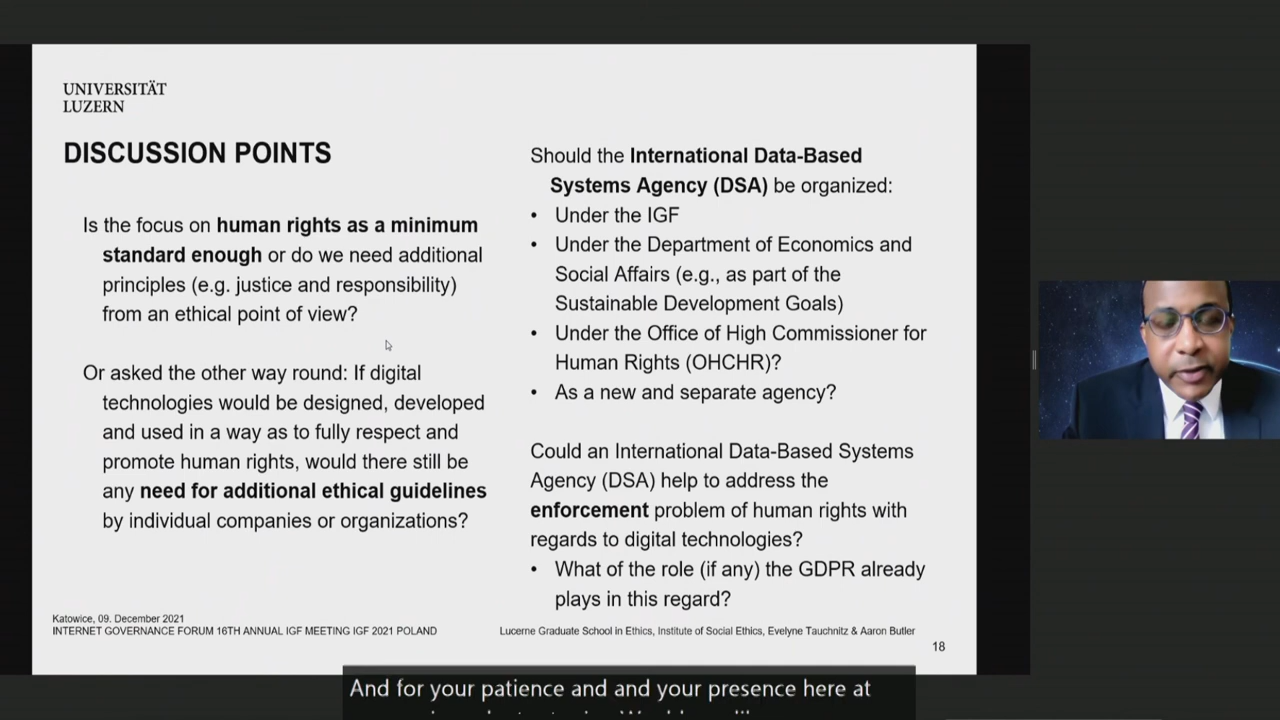 UNIVERSITÄT
LUZERN
DISCUSSION POINTS
Is the focus on human rights as a minimum
standard enough or do we need additional
principles (e.g. justice and responsibility)
from an ethical point of view?
Or asked the other way round: If digital
technologies would be designed, developed
and used in a way as to fully respect and
promote human rights, would there still be
any need for additional ethical guidelines
by individual companies or organizations?
Should the International Data-Based
Systems Agency (DSA) be organized:
• Under the IGF
• Under the Department of Economics and
Social Affairs (e.g., as part of the
Sustainable Development Goals)
• Under the Office of High Commissioner for
Human Rights (OHCHR)?
• As a new and separate agency?
Could an International Data-Based Systems
Agency (DSA) help to address the
enforcement problem of human rights with
regards to digital technologies?
• What of the role (if any) the GDPR already
plays in this regard?
Katowice, 09. December 2021
INTERNET GOVERNANCE FORUM 16TH ANNUAL IGF MEETING IGF 2021 POLAND
Lucerne Graduate School in Ethics, Institute of Social Ethics, Evelyne Tauchnitz & Aaron Butler
18
And for your patience and and your presence here at